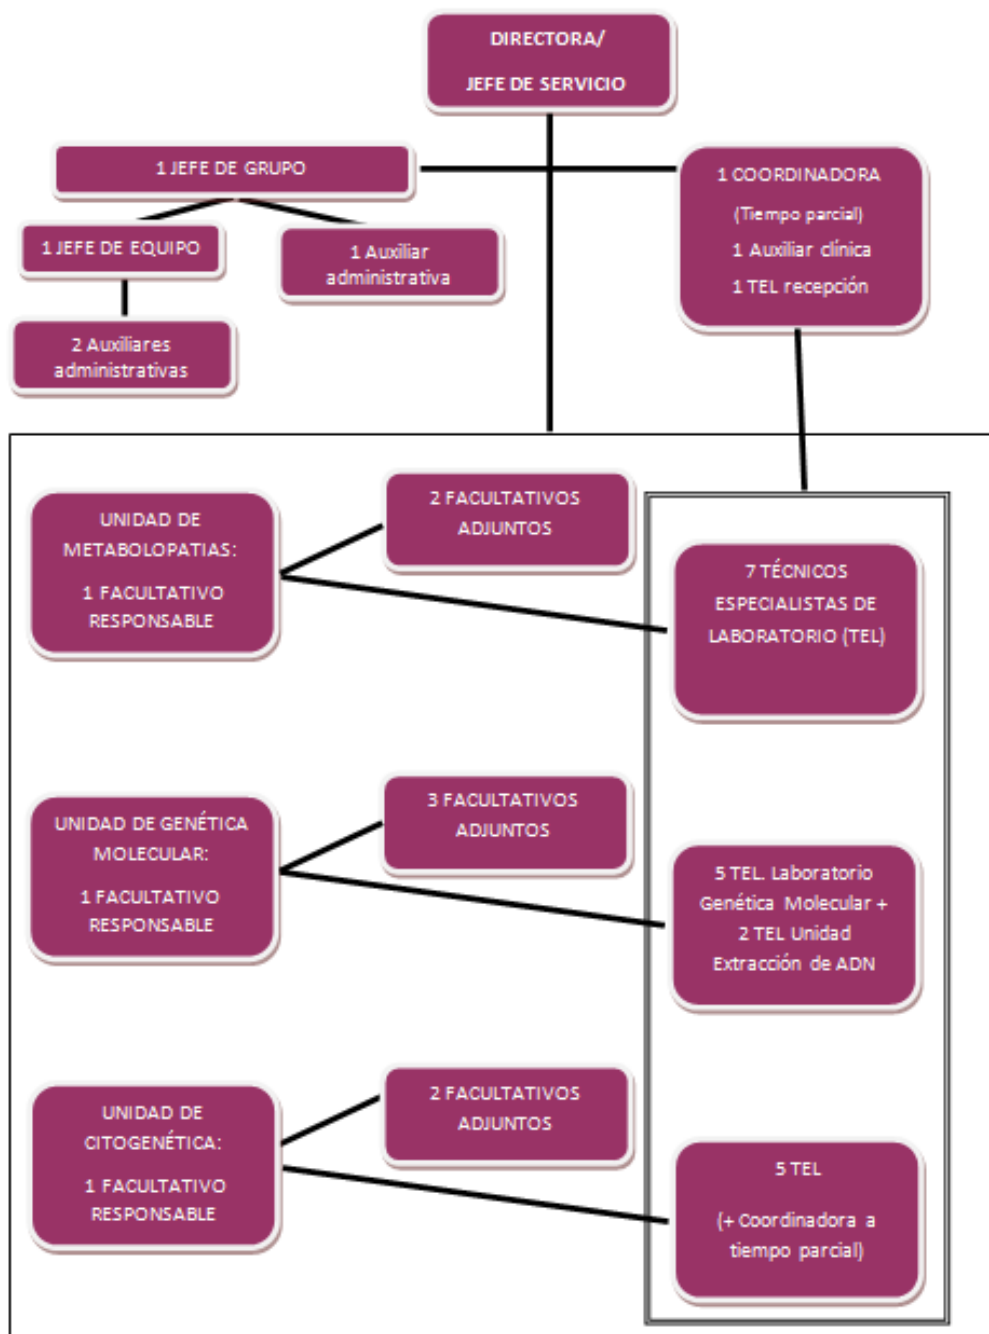 DIRECTORA/
JEFE DE SERVICIO
1 JEFE DE GRUPO
1 COORDINADORA
(Tiempo parcial)
1 Auxiliar clínica
1 TEL recepción
1 JEFE DE EQUIPO
1 Auxiliar
administrativa
2 Auxiliares
administrativas
UNIDAD DE
METABOLOPATIAS:
1 FACULTATIVO
RESPONSABLE
2 FACULTATIVOS
ADJUNTOS
7 TÉCNICOS
ESPECIALISTAS DE
LABORATORIO (TEL)
UNIDAD DE GENÉTICA
MOLECULAR:
1 FACULTATIVO
RESPONSABLE
3 FACULTATIVOS
ADJUNTOS
5 TEL. Laboratorio
Genética Molecular +
2 TEL Unidad
Extracción de ADN
UNIDAD DE
CITOGENÉTICA:
1 FACULTATIVO
RESPONSABLE
2 FACULTATIVOS
ADJUNTOS
5 TEL
(+ Coordinadora a
tiempo parcial)